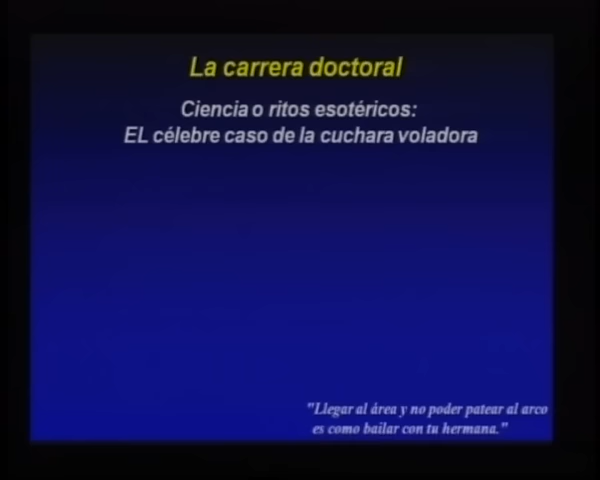 La carrera doctoral
Ciencia o ritos esotéricos:
EL célebre caso de la cuchara voladora
"Llegar al área y no poder patear al arco
es como bailar con tu hermana."